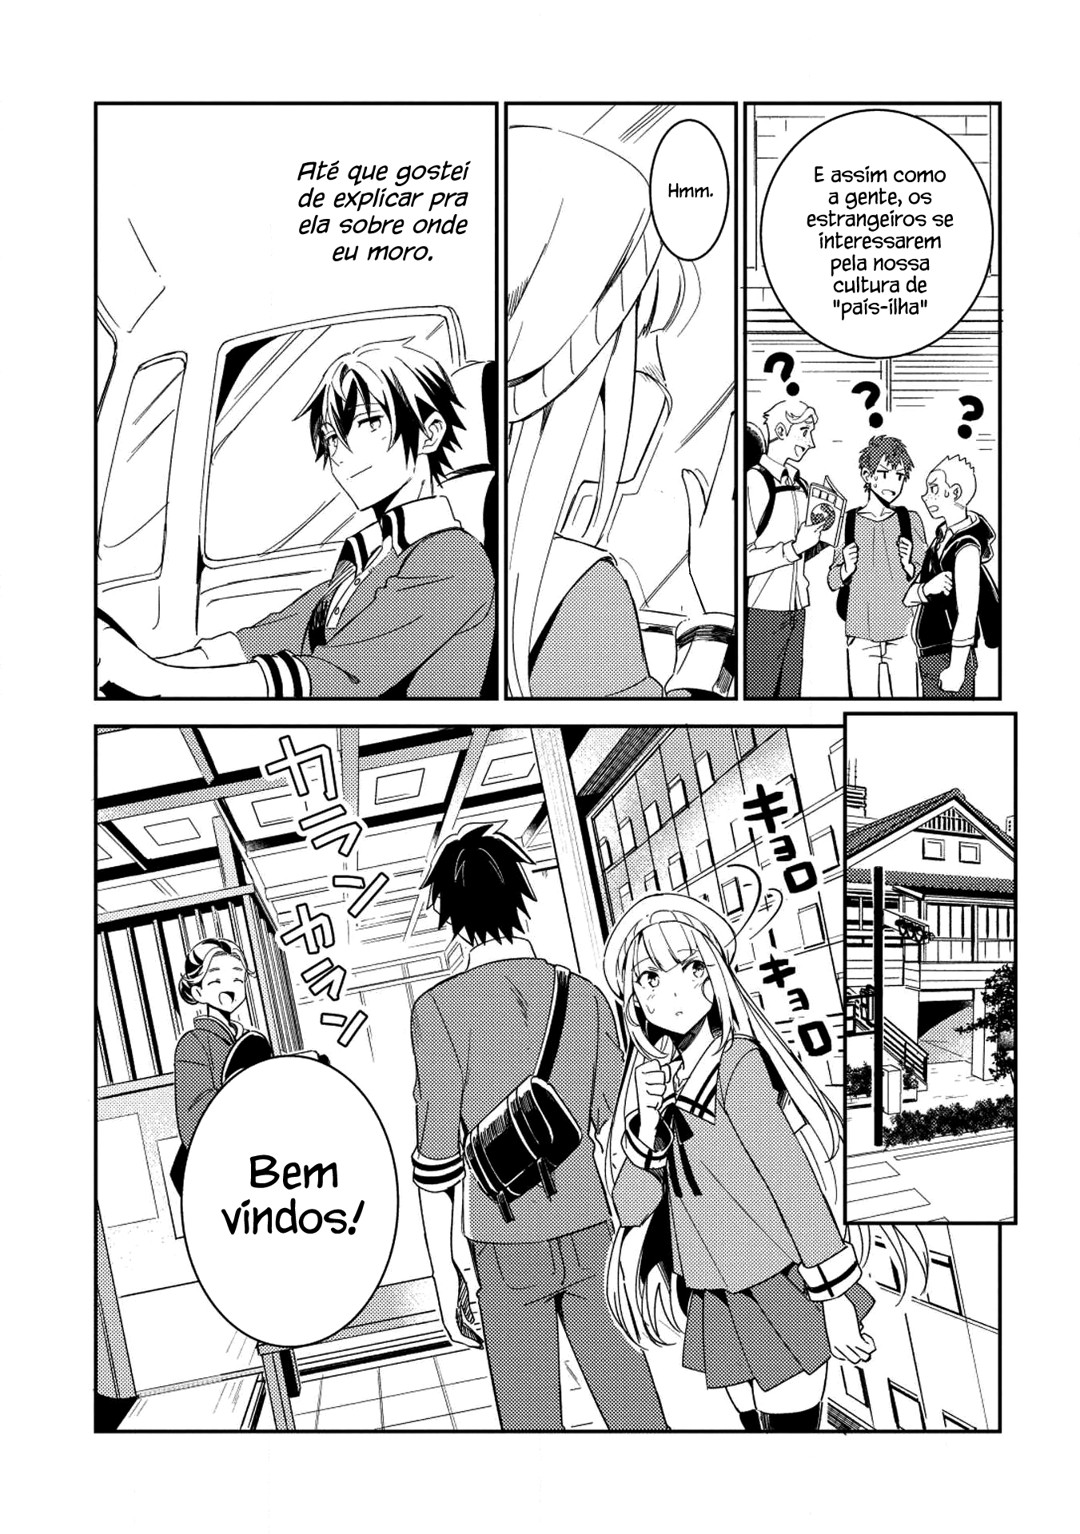 E assim como
a gente, os
estrangeiros se
interessarem
pela nossa
cultura de
"país-ilha"
?
?
?
Hmm.
Até que gostei
de explicar pra
ela sobre onde
eu moro.
キョロ
キョロ
カラン
カラン
Bem
vindos!